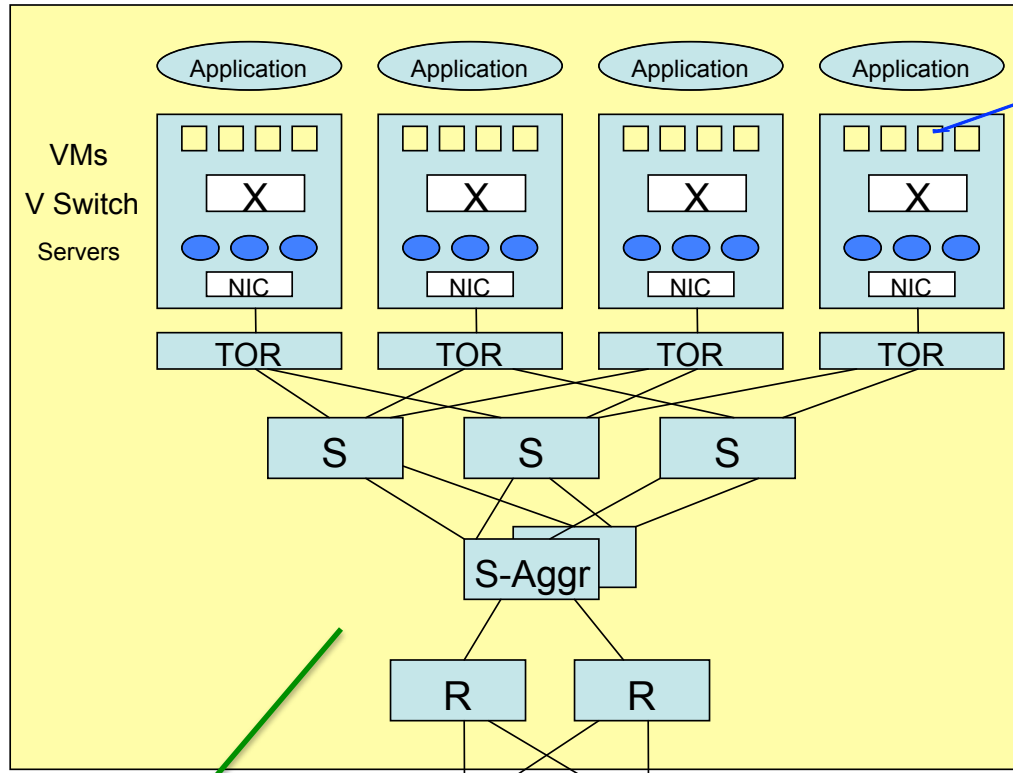 Application Application Application Application
VMs
V Switch X X X X
Servers
NIC NIC NIC NIC
TOR TOR TOR TOR
S S S
S-Aggr
R R